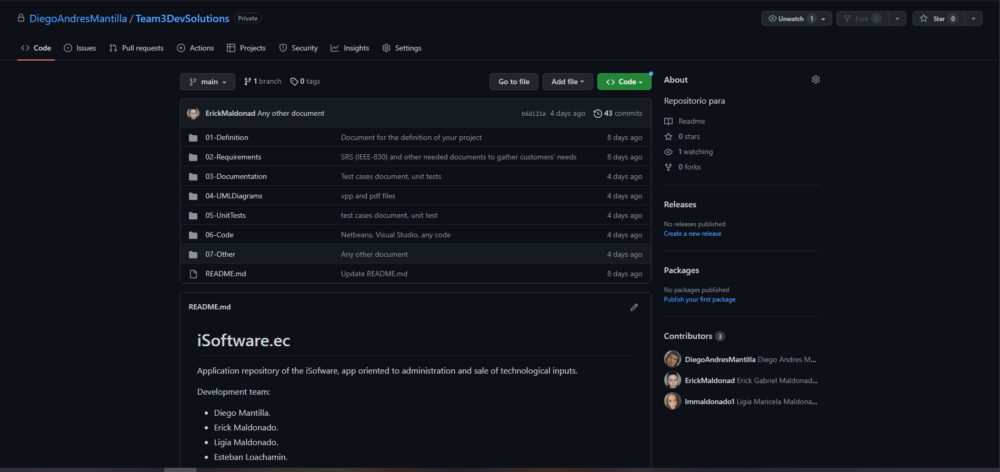 DiegoAndresMantilla / Team3DevSolutions Private
Unwatch 1 Fork 0 Star 0
Code Issues Pull requests Actions Projects Security Insights Settings
main 1 branch 0 tags Go to file Add file Code
ErickMaldonad Any other document b6d121a 4 days ago 43 commits
01-Definition Document for the definition of your project 8 days ago
02-Requirements SRS (IEEE-830) and other needed documents to gather customers' needs 8 days ago
03-Documentation Test cases document, unit tests 4 days ago
04-UMLDiagrams vpp and pdf files 4 days ago
05-UnitTests test cases document, unit test 4 days ago
06-Code Netbeans, Visual Studio, any code 4 days ago
07-Other Any other document 4 days ago
README.md Update README.md 8 days ago
README.md
iSoftware.ec
Application repository of the iSofware, app oriented to administration and sale of technological inputs.
Development team:
• Diego Mantilla.
• Erick Maldonado.
• Ligia Maldonado.
• Esteban Loachamin.
About
Repositorio para
Readme
0 stars
1 watching
0 forks
Releases
No releases published
Create a new release
Packages
No packages published
Publish your first package
Contributors 3
DiegoAndresMantilla Diego Andres M...
ErickMaldonad Erick Gabriel Maldonad...
lmmaldonado1 Ligia Maricela Maldona...